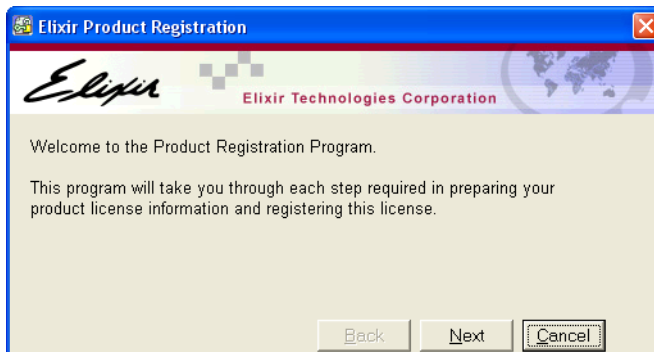 Elixir Product Registration
Elixir
Elixir Technologies Corporation
Welcome to the Product Registration Program.
This program will take you through each step required in preparing your
product license information and registering this license.
Back Next Cancel